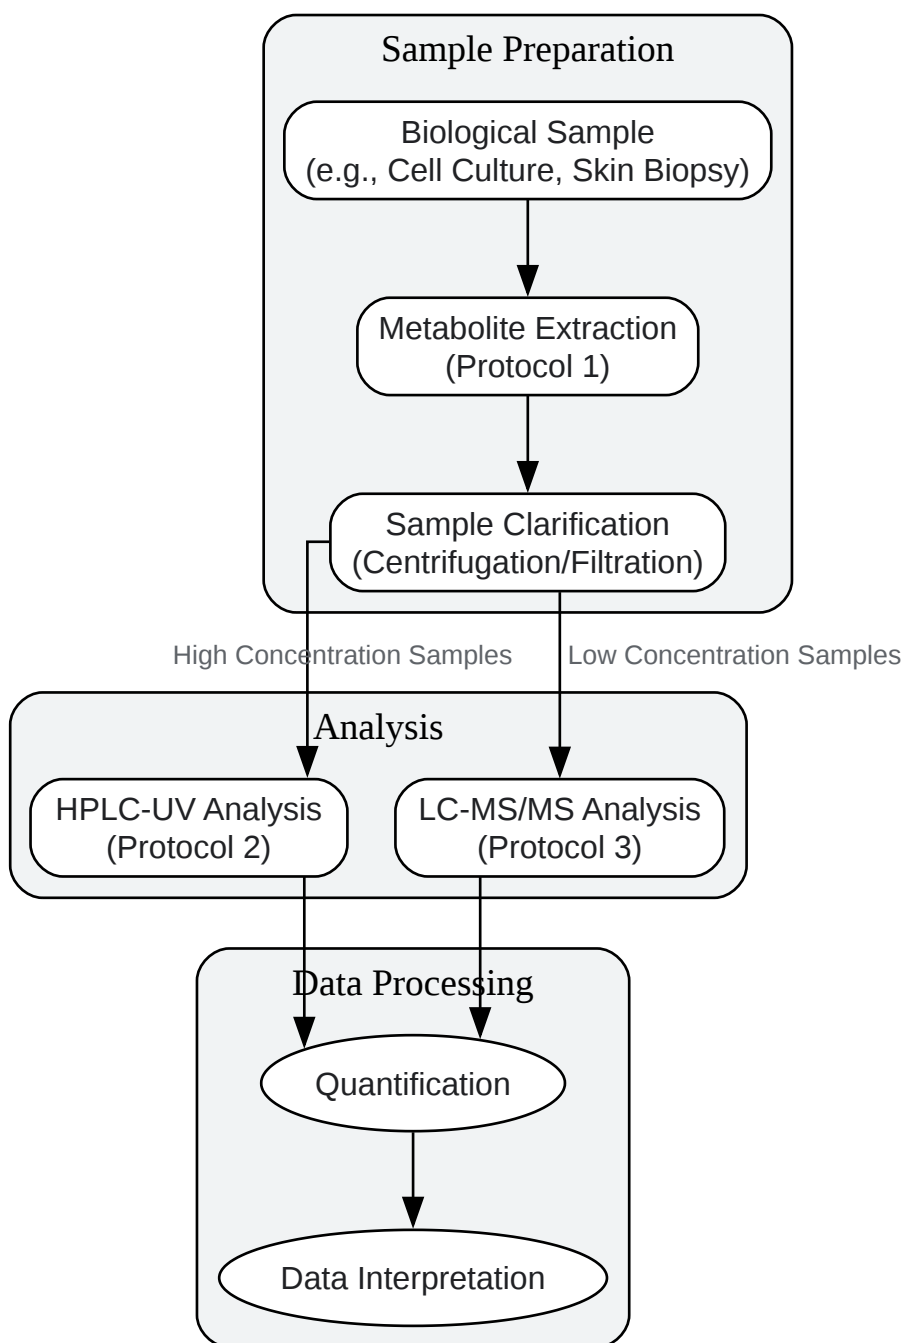 Sample Preparation
Biological Sample
(e.g., Cell Culture, Skin Biopsy)
Metabolite Extraction
(Protocol 1)
Sample Clarification
(Centrifugation/Filtration)
High Concentration Samples
Low Concentration Samples
Analysis
HPLC-UV Analysis
(Protocol 2)
LC-MS/MS Analysis
(Protocol 3)
Data Processing
Quantification
Data Interpretation